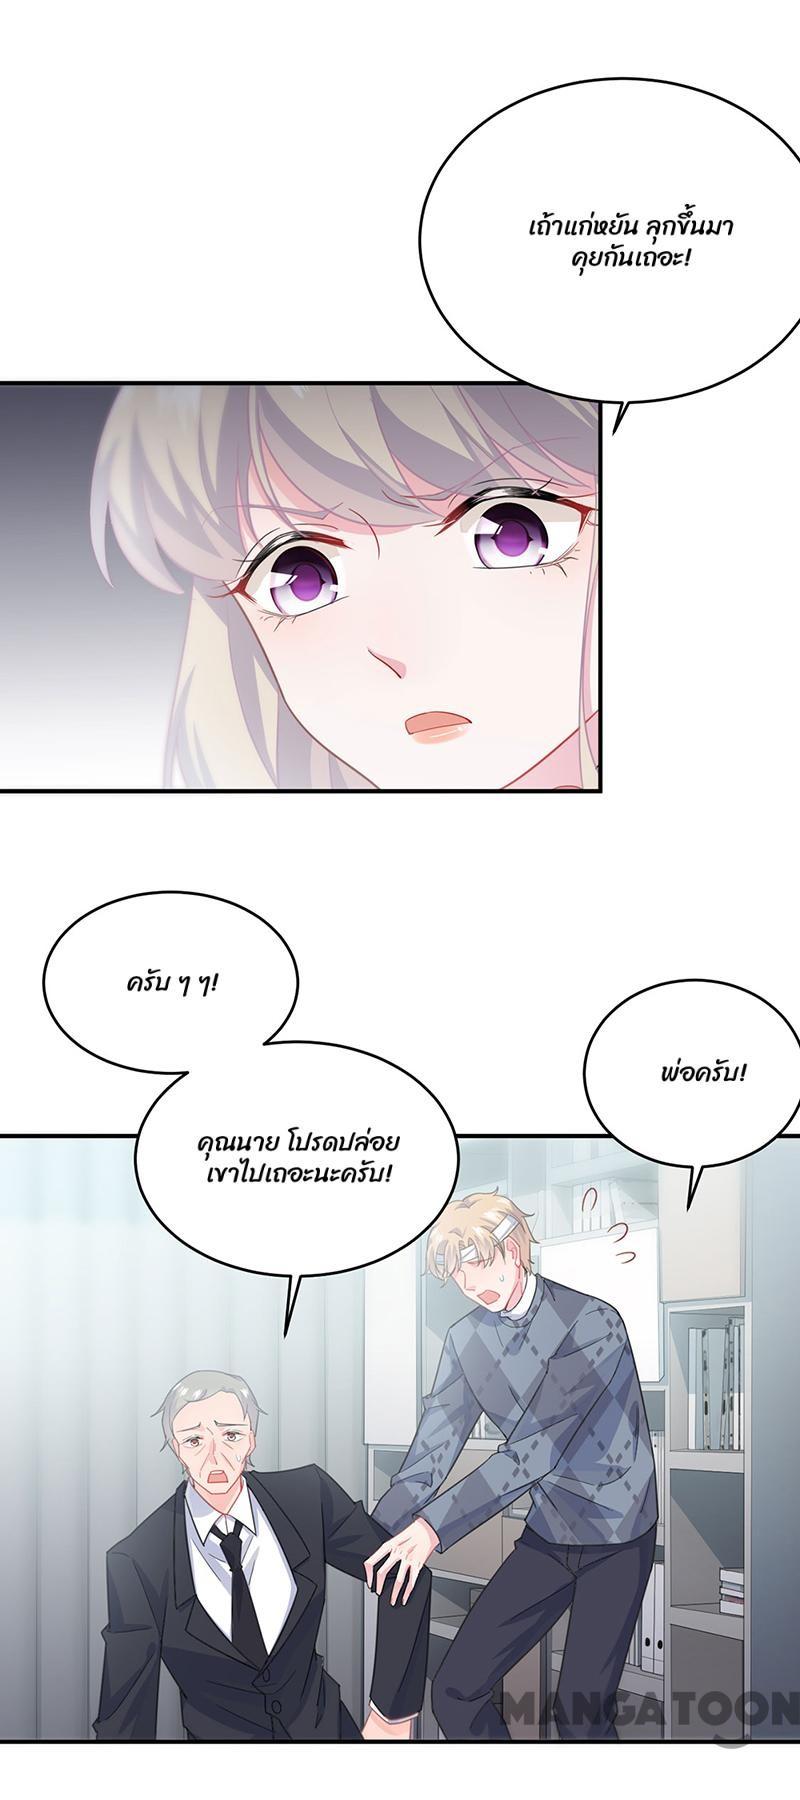 เถ้าแก่หยัน ลุกขึ้นมา
คุยกันเถอะ!
ครับ ๆ ๆ!
พ่อครับ!
คุณนาย โปรดปล่อย
เขาไปเถอะนะครับ!
MANGATOON